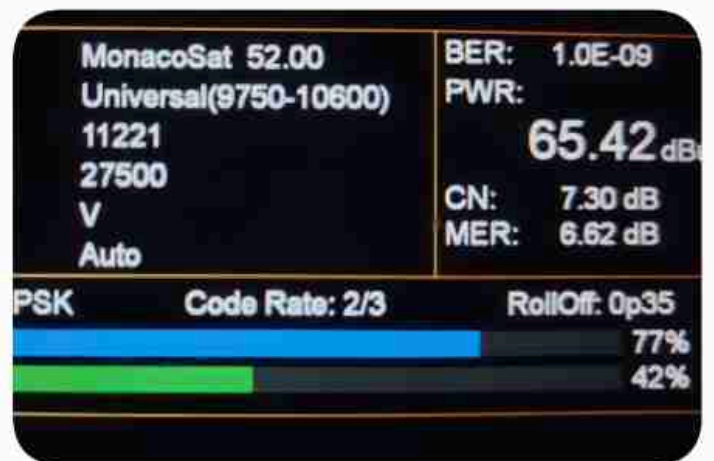 MonacoSat 52.00
Universal(9750-10600)
11221
27500
V
Auto
BER: 1.0E-09
PWR:
65.42
CN: 7.30 dB
MER: 6.62 dB
PSK Code Rate: 2/3 RollOff: 0p35
77%
42%